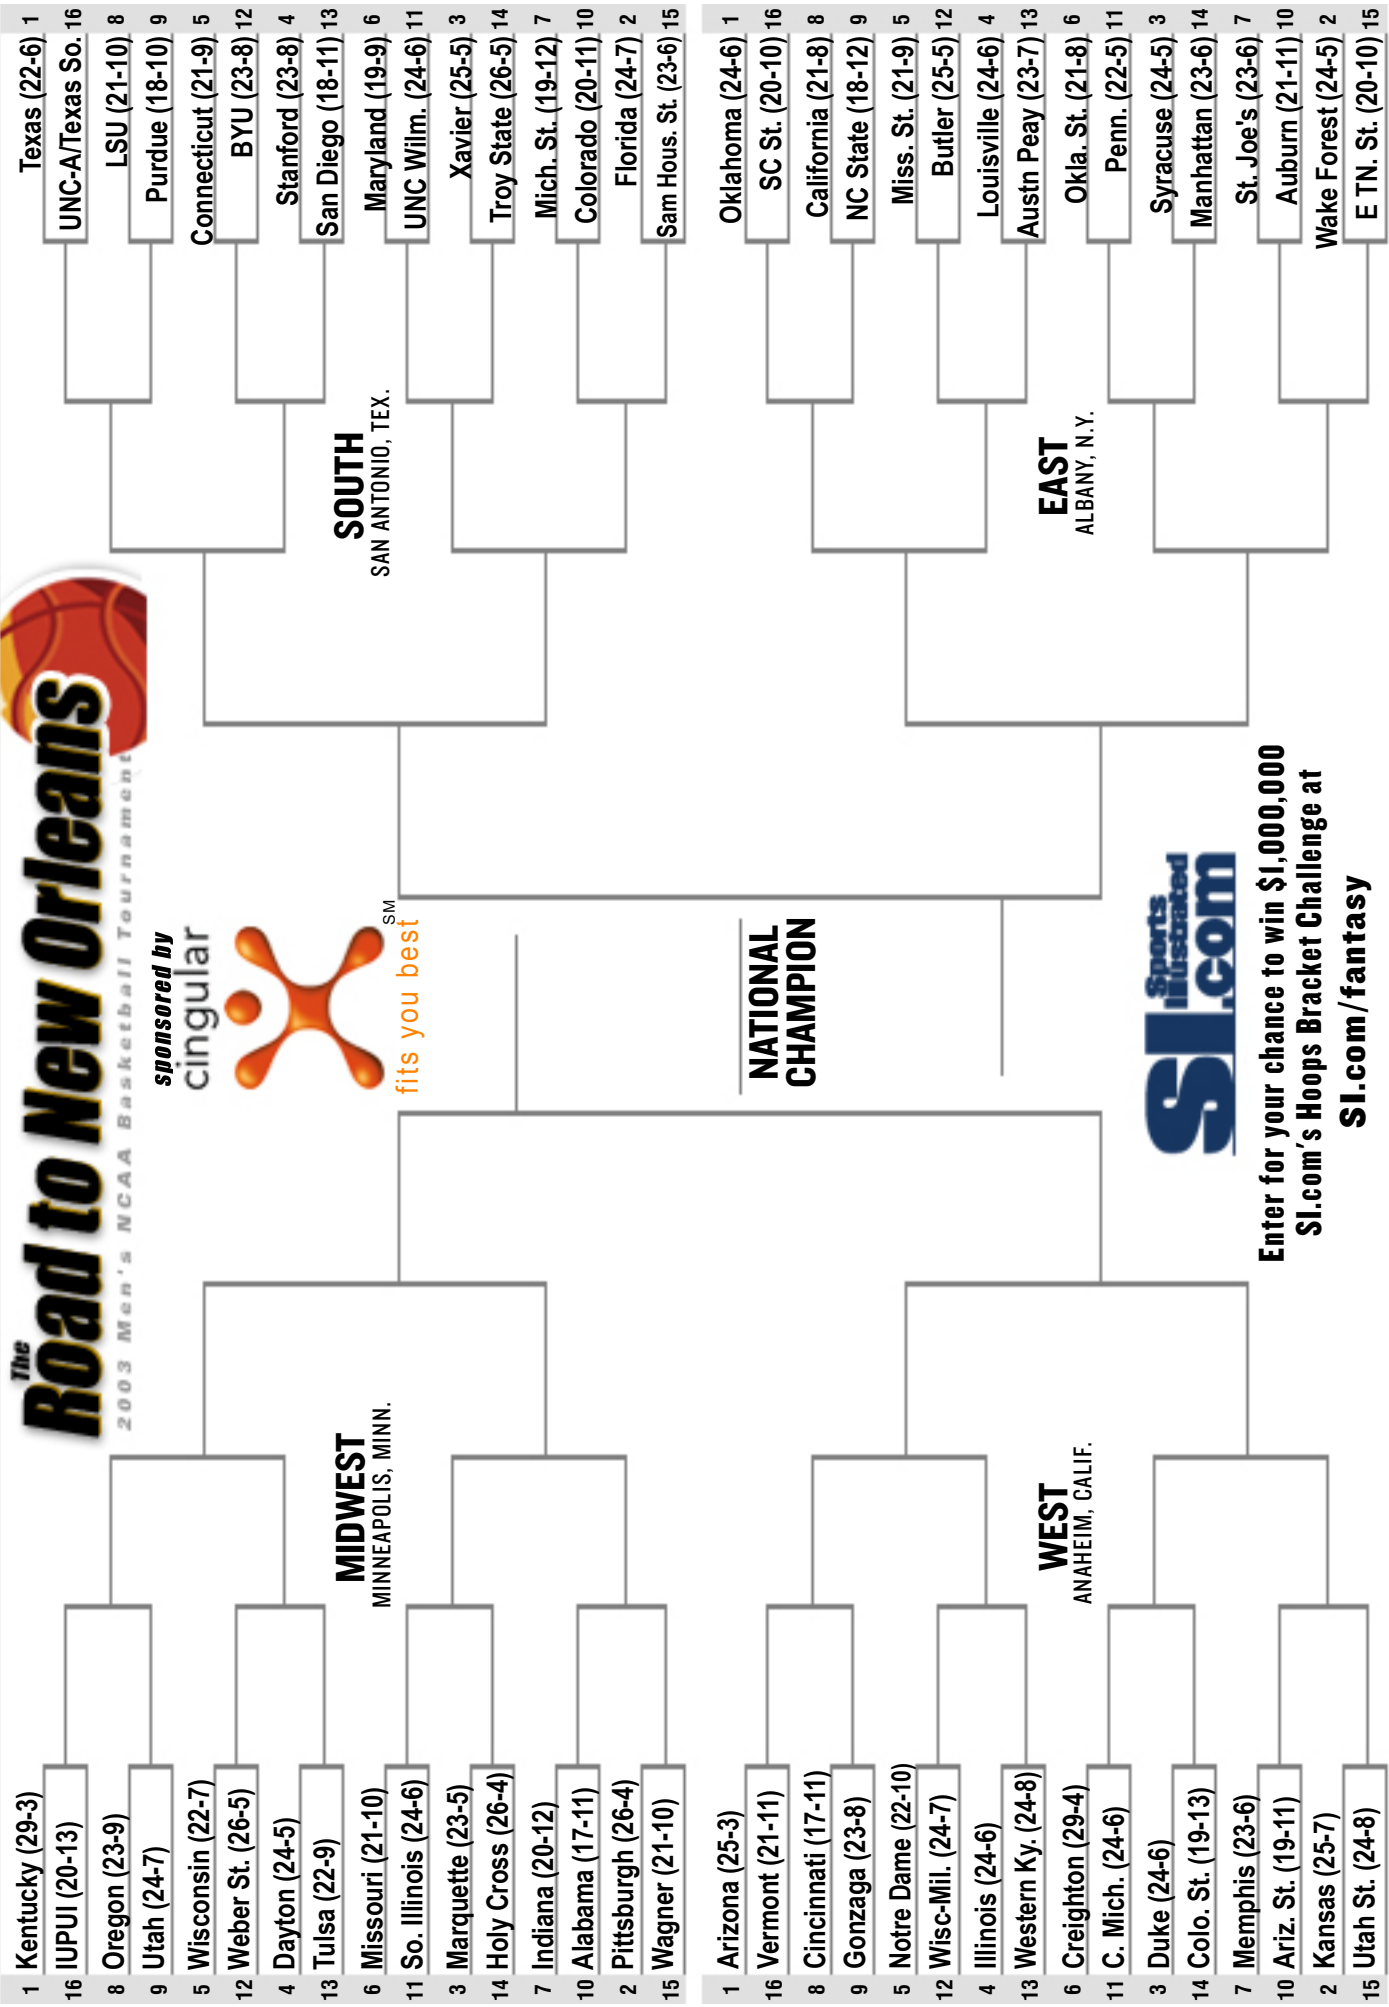 The
Road to New Orleans
2003 Men's NCAA Basketball Tournament
sponsored by
cingular
SM
fits you best
1 Kentucky (29-3)
16 IUPUI (20-13)
8 Oregon (23-9)
9 Utah (24-7)
5 Wisconsin (22-7)
12 Weber St. (26-5)
4 Dayton (24-5)
13 Tulsa (22-9)
6 Missouri (21-10)
11 So. Illinois (24-6)
3 Marquette (23-5)
14 Holy Cross (26-4)
7 Indiana (20-12)
10 Alabama (17-11)
2 Pittsburgh (26-4)
15 Wagner (21-10)
MIDWEST
MINNEAPOLIS, MINN.
Texas (22-6) 1
UNC-A/Texas So. 16
LSU (21-10) 8
Purdue (18-10) 9
Connecticut (21-9) 5
BYU (23-8) 12
Stanford (23-8) 4
San Diego (18-11) 13
Maryland (19-9) 6
UNC Wilm. (24-6) 11
Xavier (25-5) 3
Troy State (26-5) 14
Mich. St. (19-12) 7
Colorado (20-11) 10
Florida (24-7) 2
Sam Hous. St. (23-6) 15
SOUTH
SAN ANTONIO, TEX.
NATIONAL
CHAMPION
1 Arizona (25-3)
16 Vermont (21-11)
8 Cincinnati (17-11)
9 Gonzaga (23-8)
5 Notre Dame (22-10)
12 Wisc-Mil. (24-7)
4 Illinois (24-6)
13 Western Ky. (24-8)
6 Creighton (29-4)
11 C. Mich. (24-6)
3 Duke (24-6)
14 Colo. St. (19-13)
7 Memphis (23-6)
10 Ariz. St. (19-11)
2 Kansas (25-7)
15 Utah St. (24-8)
WEST
ANAHEIM, CALIF.
Oklahoma (24-6) 1
SC St. (20-10) 16
California (21-8) 8
NC State (18-12) 9
Miss. St. (21-9) 5
Butler (25-5) 12
Louisville (24-6) 4
Austn Peay (23-7) 13
Okla. St. (21-8) 6
Penn. (22-5) 11
Syracuse (24-5) 3
Manhattan (23-6) 14
St. Joe's (23-6) 7
Auburn (21-11) 10
Wake Forest (24-5) 2
E TN. St. (20-10) 15
EAST
ALBANY, N.Y.
SI Sports
Illustrated
.com
Enter for your chance to win $1,000,000
SI.com's Hoops Bracket Challenge at
SI.com/fantasy